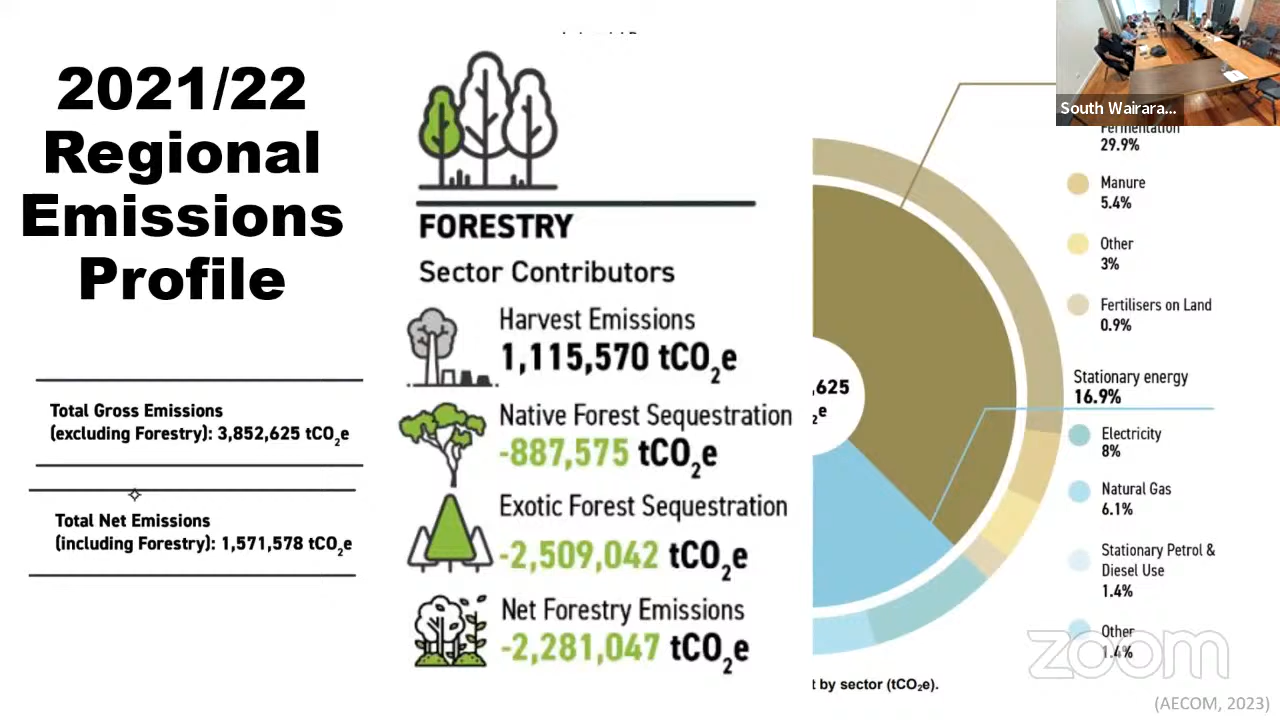 2021/22
Regional
Emissions
Profile
Total Gross Emissions
(excluding Forestry): 3,852,625 tCO₂e
Total Net Emissions
(including Forestry): 1,571,578 tCO₂e
FORESTRY
Sector Contributors
Harvest Emissions
1,115,570 tCO₂e
Native Forest Sequestration
-887,575 tCO₂e
Exotic Forest Sequestration
-2,509,042 tCO₂e
Net Forestry Emissions
-2,281,047 tCO₂e
,625
₂e
t by sector (tCO₂e).
South Wairara...
Fermentation
29.9%
Manure
5.4%
Other
3%
Fertilisers on Land
0.9%
Stationary energy
16.9%
Electricity
8%
Natural Gas
6.1%
Stationary Petrol &
Diesel Use
1.4%
Other
1.4%
zoom
(AECOM, 2023)